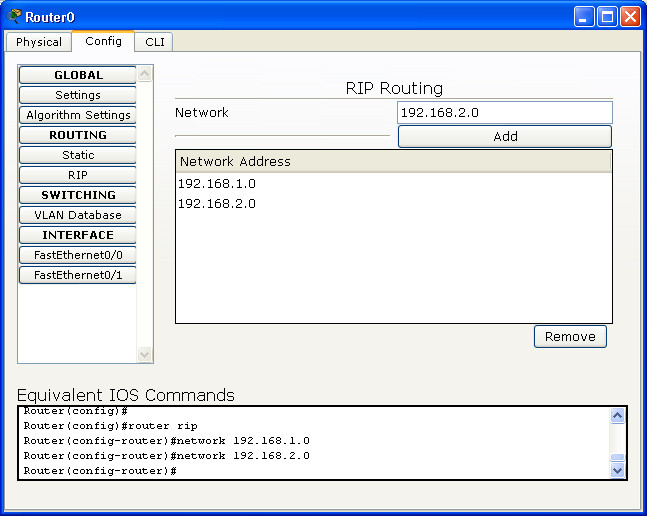 Router0
Physical
Config
CLI
GLOBAL
Settings
Algorithm Settings
ROUTING
Static
RIP
SWITCHING
VLAN Database
INTERFACE
FastEthernet0/0
FastEthernet0/1
RIP Routing
Network
192.168.2.0
Add
Network Address
192.168.1.0
192.168.2.0
Remove
Equivalent IOS Commands
Router(config)#
Router(config)#router rip
Router(config-router)#network 192.168.1.0
Router(config-router)#network 192.168.2.0
Router(config-router)#